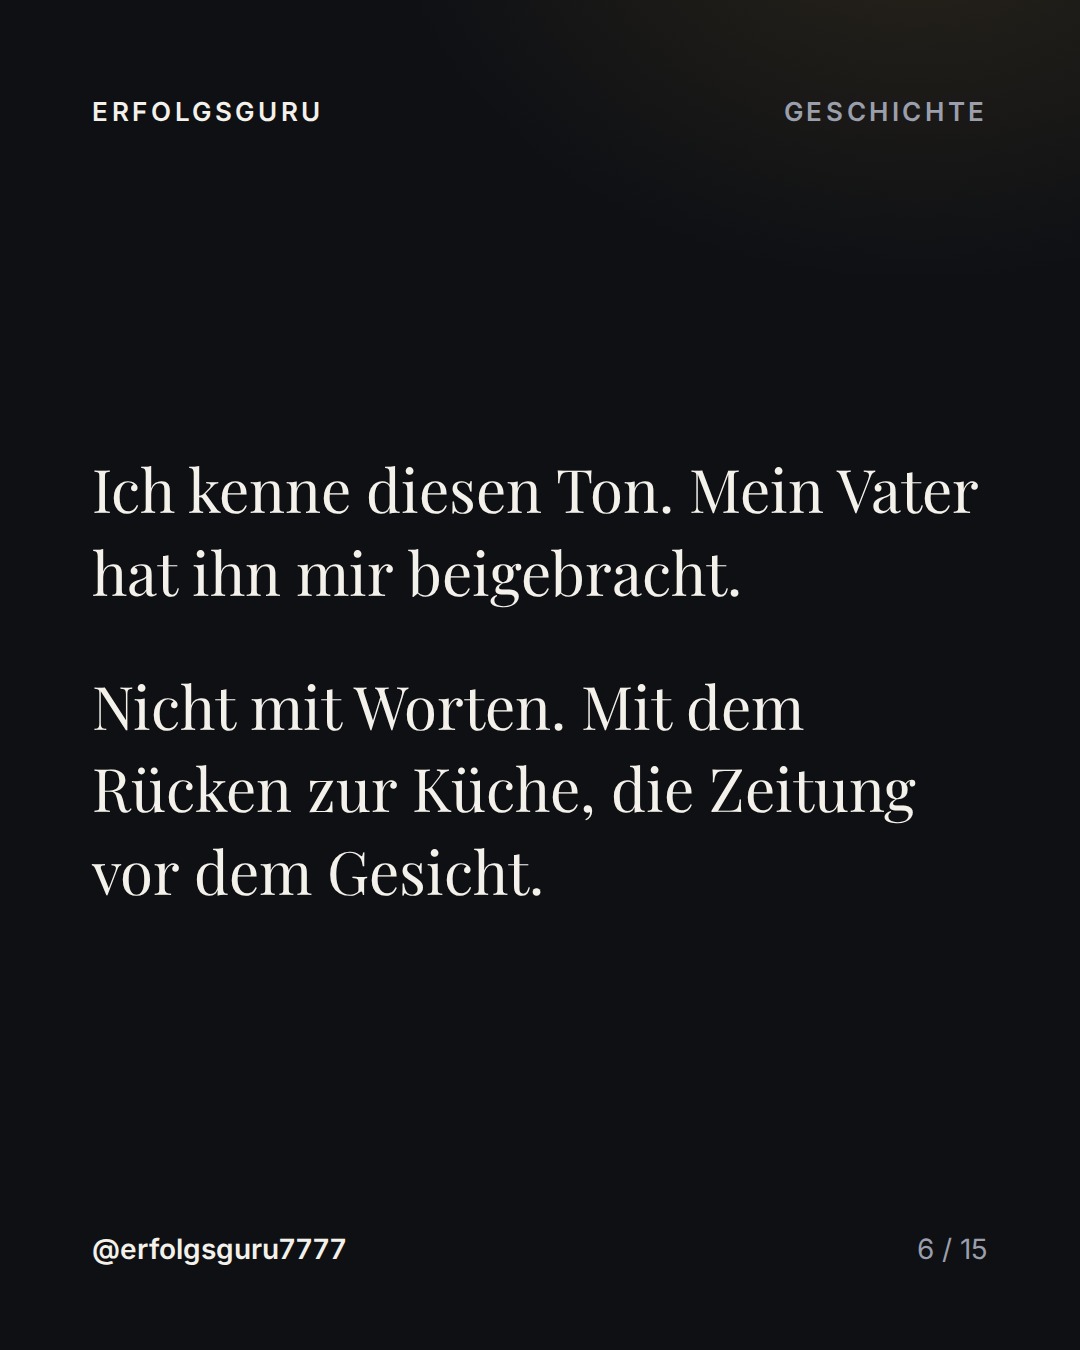 ERFOLGSGURU
GESCHICHTE
Ich kenne diesen Ton. Mein Vater
hat ihn mir beigebracht.
Nicht mit Worten. Mit dem
Rücken zur Küche, die Zeitung
vor dem Gesicht.
@erfolgsguru7777
6 / 15